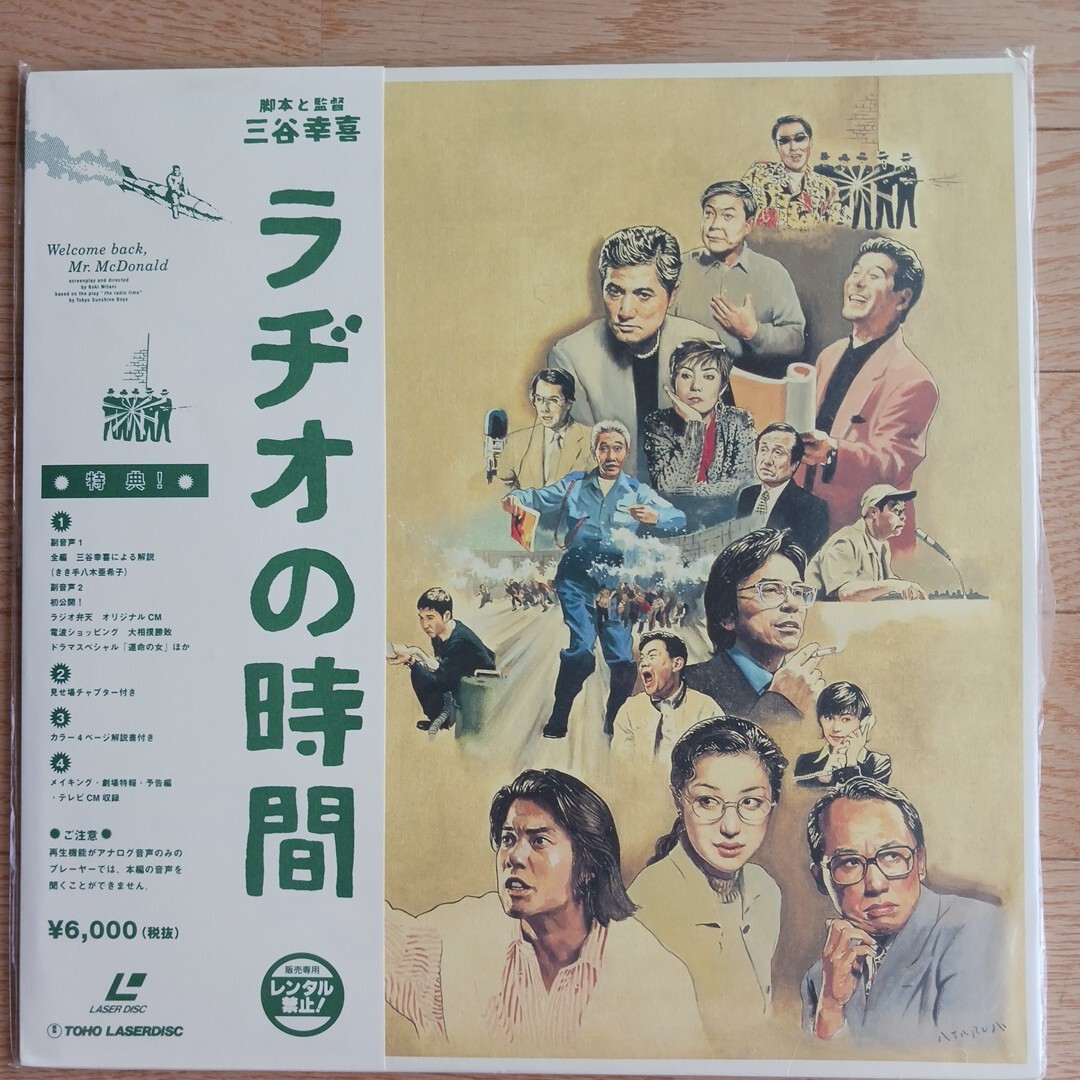 脚本と監督
三谷幸喜
ラヂオの時間
Welcome back,
Mr. McDonald
screenplay and directed
by Koki Mitani
based on the play "the radio time"
by Tokyo Sunshine Boys
特典!
1
副音声1
全編 三谷幸喜による解説
(きき手八木亜希子)
副音声2
初公開!
ラジオ弁天 オリジナルCM
電波ショッピング 大相撲勝敗
ドラマスペシャル「運命の女」ほか
2
見せ場チャプター付き
3
カラー4ページ解説書付き
4
メイキング・劇場特報・予告編
・テレビCM収録
●ご注意●
再生機能がアナログ音声のみの
プレーヤーでは、本編の音声を
聞くことができません。
¥6,000(税抜)
LASER DISC
TOHO LASERDISC
販売専用
レンタル
禁止!